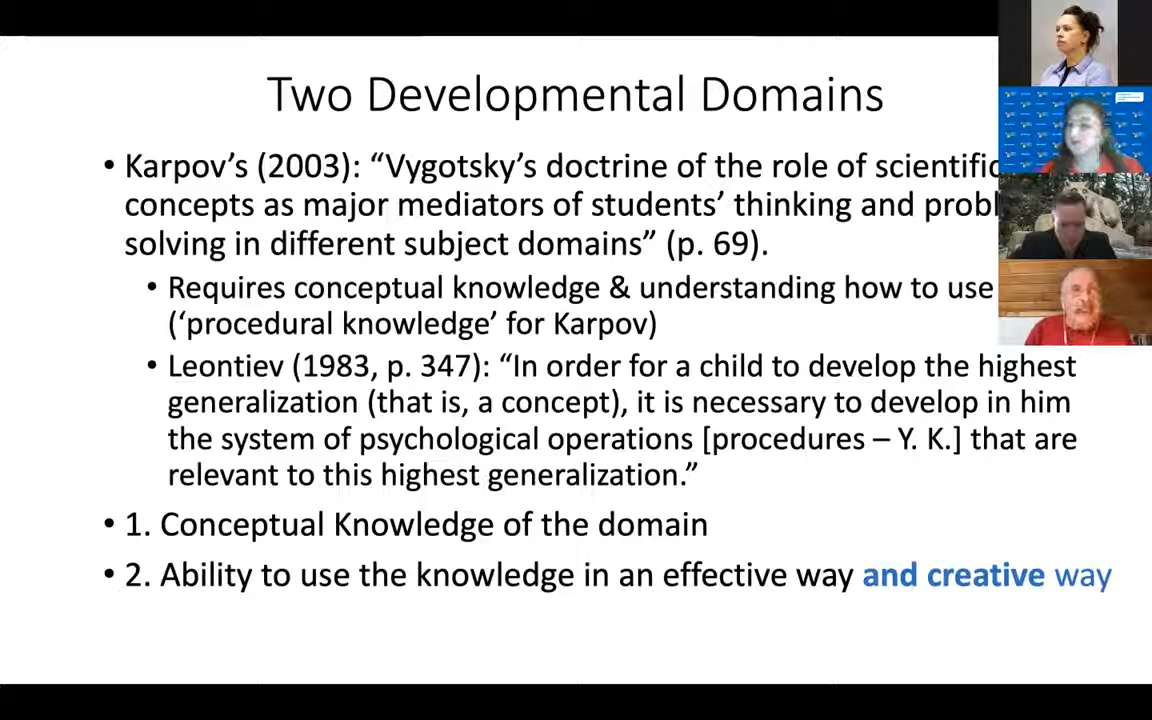 Two Developmental Domains
• Karpov’s (2003): “Vygotsky’s doctrine of the role of scientific
concepts as major mediators of students’ thinking and
solving in different subject domains” (p. 69).
• Requires conceptual knowledge & understanding how to use
(‘procedural knowledge’ for Karpov)
• Leontiev (1983, p. 347): “In order for a child to develop the highest
generalization (that is, a concept), it is necessary to develop in him
the system of psychological operations [procedures – Y. K.] that are
relevant to this highest generalization.”
• 1. Conceptual Knowledge of the domain
• 2. Ability to use the knowledge in an effective way and creative way